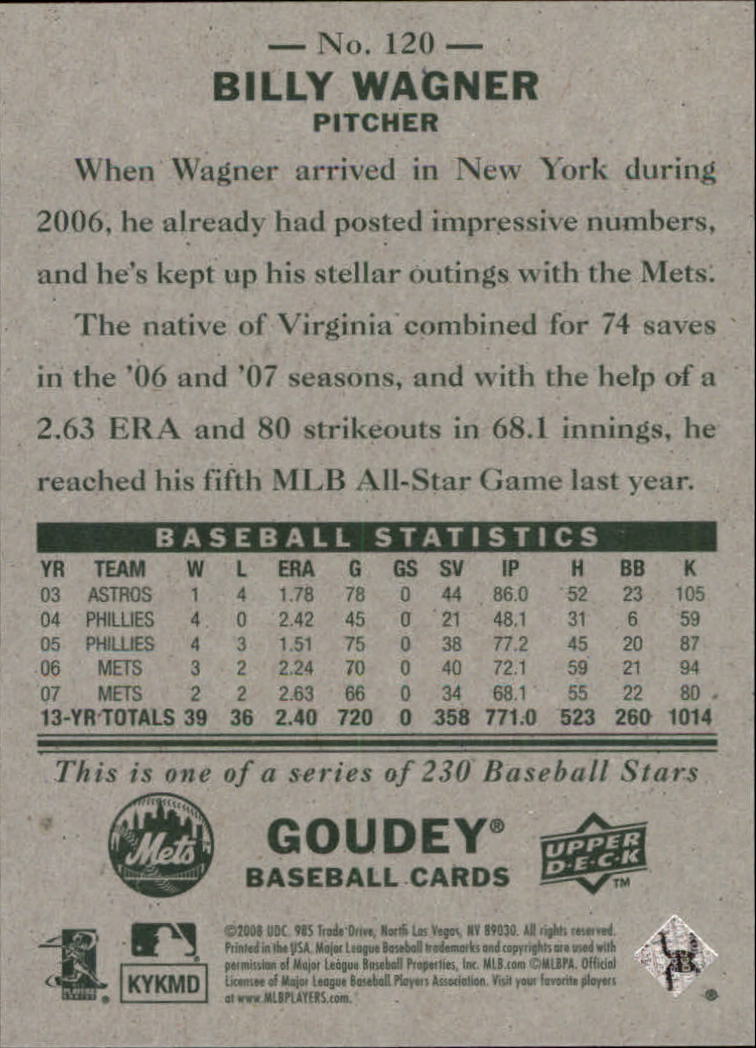 — No. 120 —
BILLY WAGNER
PITCHER
When Wagner arrived in New York during
2006, he already had posted impressive numbers,
and he's kept up his stellar outings with the Mets.
The native of Virginia combined for 74 saves
in the '06 and '07 seasons, and with the help of a
2.63 ERA and 80 strikeouts in 68.1 innings, he
reached his fifth MLB All-Star Game last year.
BASEBALL STATISTICS
YR TEAM W L ERA G GS SV IP H BB K
03 ASTROS 1 4 1.78 78 0 44 86.0 52 23 105
04 PHILLIES 4 0 2.42 45 0 21 48.1 31 6 59
05 PHILLIES 4 3 1.51 75 0 38 77.2 45 20 87
06 METS 3 2 2.24 70 0 40 72.1 59 21 94
07 METS 2 2 2.63 66 0 34 68.1 55 22 80
13-YR TOTALS 39 36 2.40 720 0 358 771.0 523 260 1014
This is one of a series of 230 Baseball Stars
Mets
GOUDEY®
BASEBALL CARDS
UPPER
D·E·C·K
TM
©2008 UDC. 985 Trade Drive, North Las Vegas, NV 89030. All rights reserved.
Printed in the USA. Major League Baseball trademarks and copyrights are used with
permission of Major League Baseball Properties, Inc. MLB.com ©MLBPA. Official
Licensee of Major League Baseball Players Association. Visit your favorite players
at www.MLBPLAYERS.com.
KYKMD